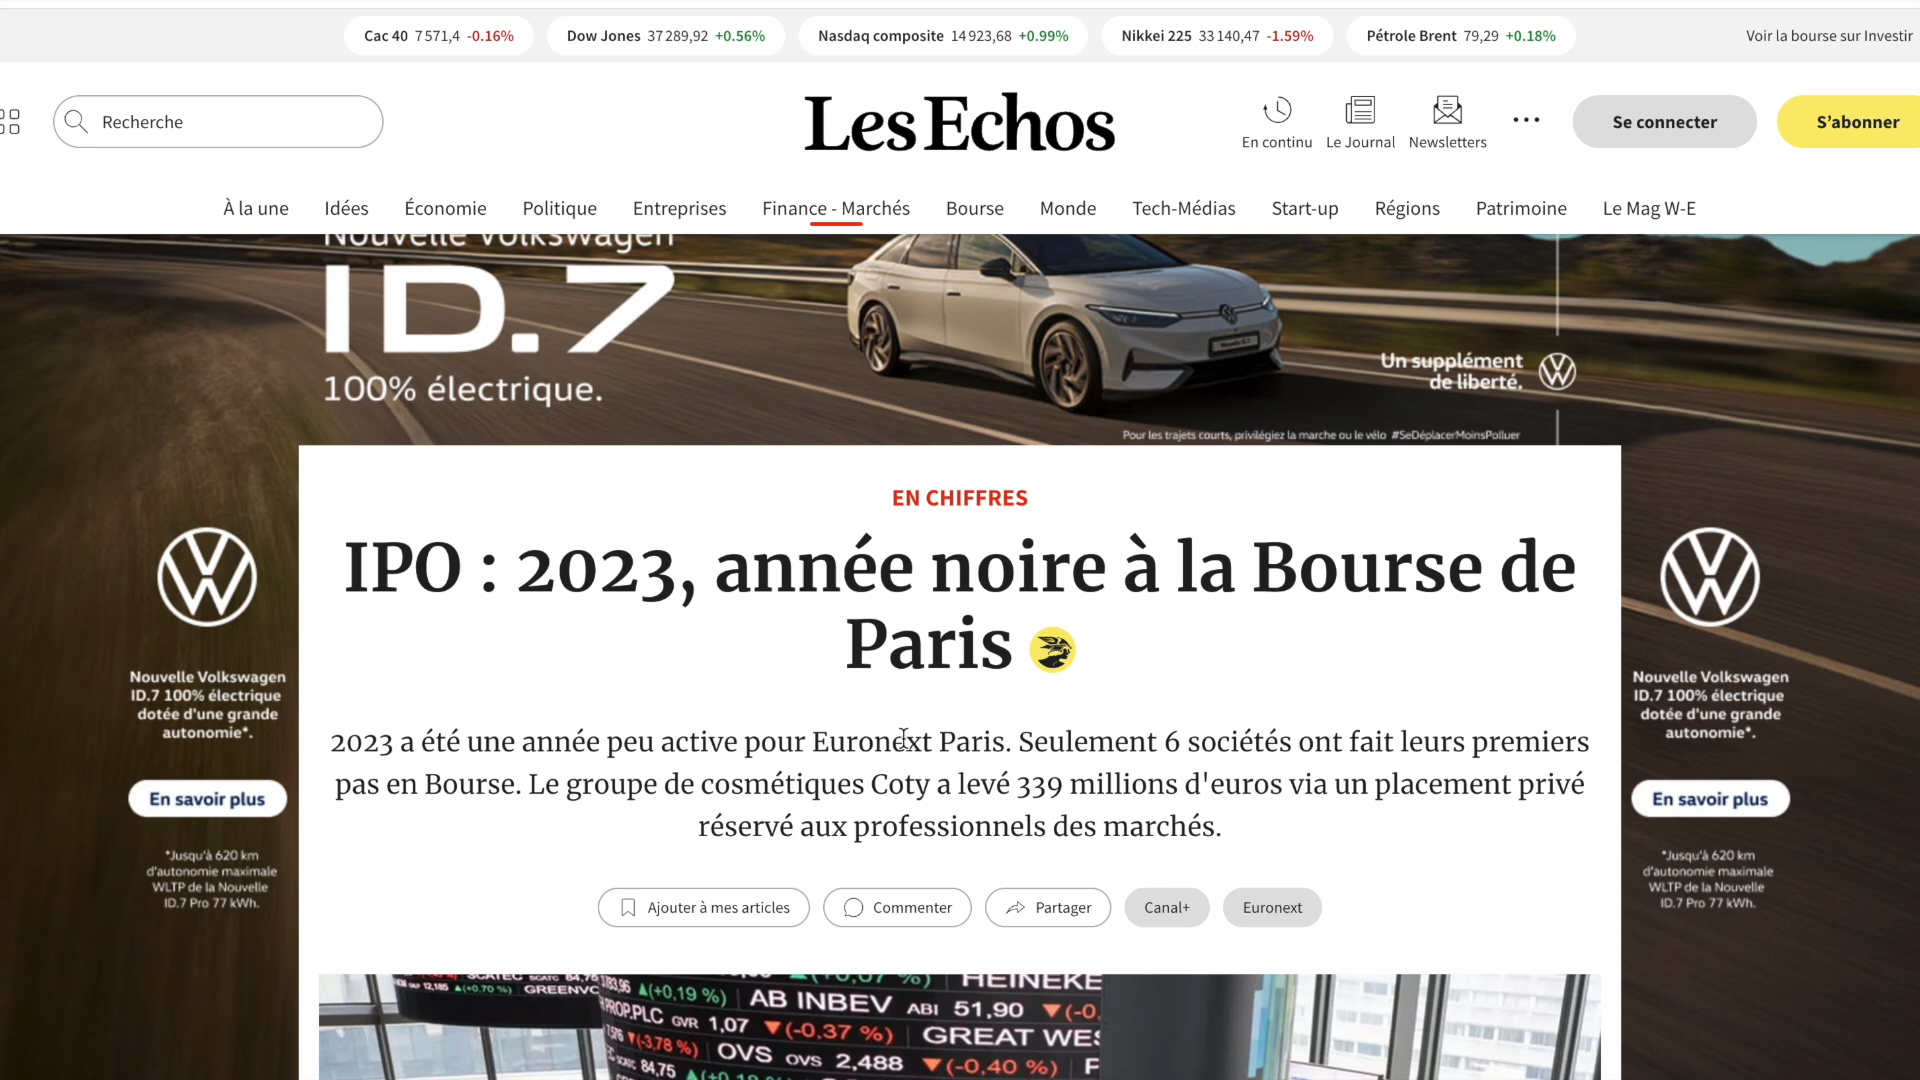 Cac 40 7 571,4 -0.16%
Dow Jones 37 289,92 +0.56%
Nasdaq composite 14 923,68 +0.99%
Nikkei 225 33 140,47 -1.59%
Pétrole Brent 79,29 +0.18%
Voir la bourse sur Investir
Recherche
Les Echos
En continu
Le Journal
Newsletters
Se connecter
S'abonner
À la une
Idées
Économie
Politique
Entreprises
Finance - Marchés
Bourse
Monde
Tech-Médias
Start-up
Régions
Patrimoine
Le Mag W-E
Nouvelle Volkswagen
ID.7
100% électrique.
Un supplément
de liberté.
Pour les trajets courts, privilégiez la marche ou le vélo #SeDéplacerMoinsPolluer
EN CHIFFRES
IPO : 2023, année noire à la Bourse de
Paris
2023 a été une année peu active pour Euronext Paris. Seulement 6 sociétés ont fait leurs premiers
pas en Bourse. Le groupe de cosmétiques Coty a levé 339 millions d'euros via un placement privé
réservé aux professionnels des marchés.
Ajouter à mes articles
Commenter
Partager
Canal+
Euronext
Nouvelle Volkswagen
ID.7 100% électrique
dotée d'une grande
autonomie*.
En savoir plus
*Jusqu'à 620 km
d'autonomie maximale
WLTP de la Nouvelle
ID.7 Pro 77 kWh.
Nouvelle Volkswagen
ID.7 100% électrique
dotée d'une grande
autonomie*.
En savoir plus
*Jusqu'à 620 km
d'autonomie maximale
WLTP de la Nouvelle
ID.7 Pro 77 kWh.
HEINEKE
(+0,19 %) AB INBEV ABI 51,90
PROP.PLC GVR 1,07 (-0.37 %) GREAT WES
(-3,78 %) OVS OVS 2,488 (-0,40 %)
84,75
12,185 (+0,70 %) GREENVC